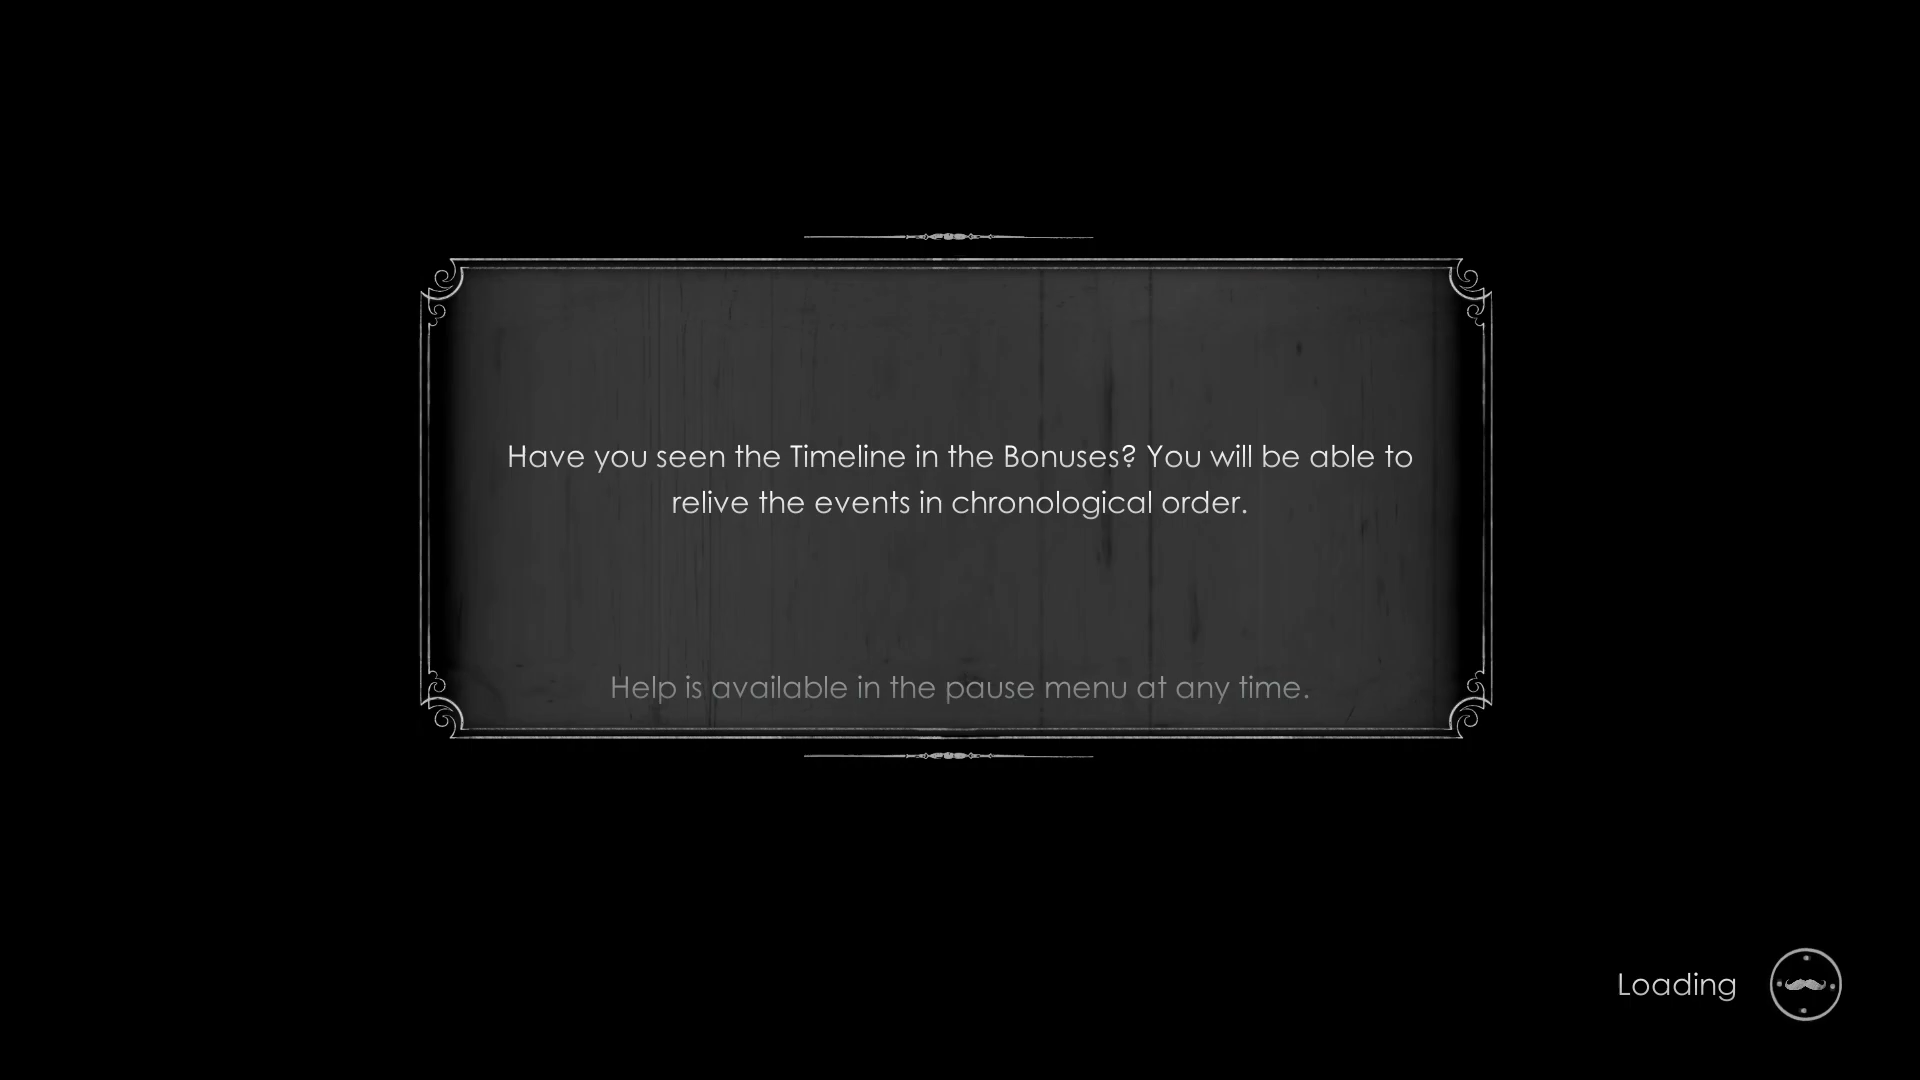 Have you seen the Timeline in the Bonuses? You will be able to
relive the events in chronological order.
Help is available in the pause menu at any time.
Loading